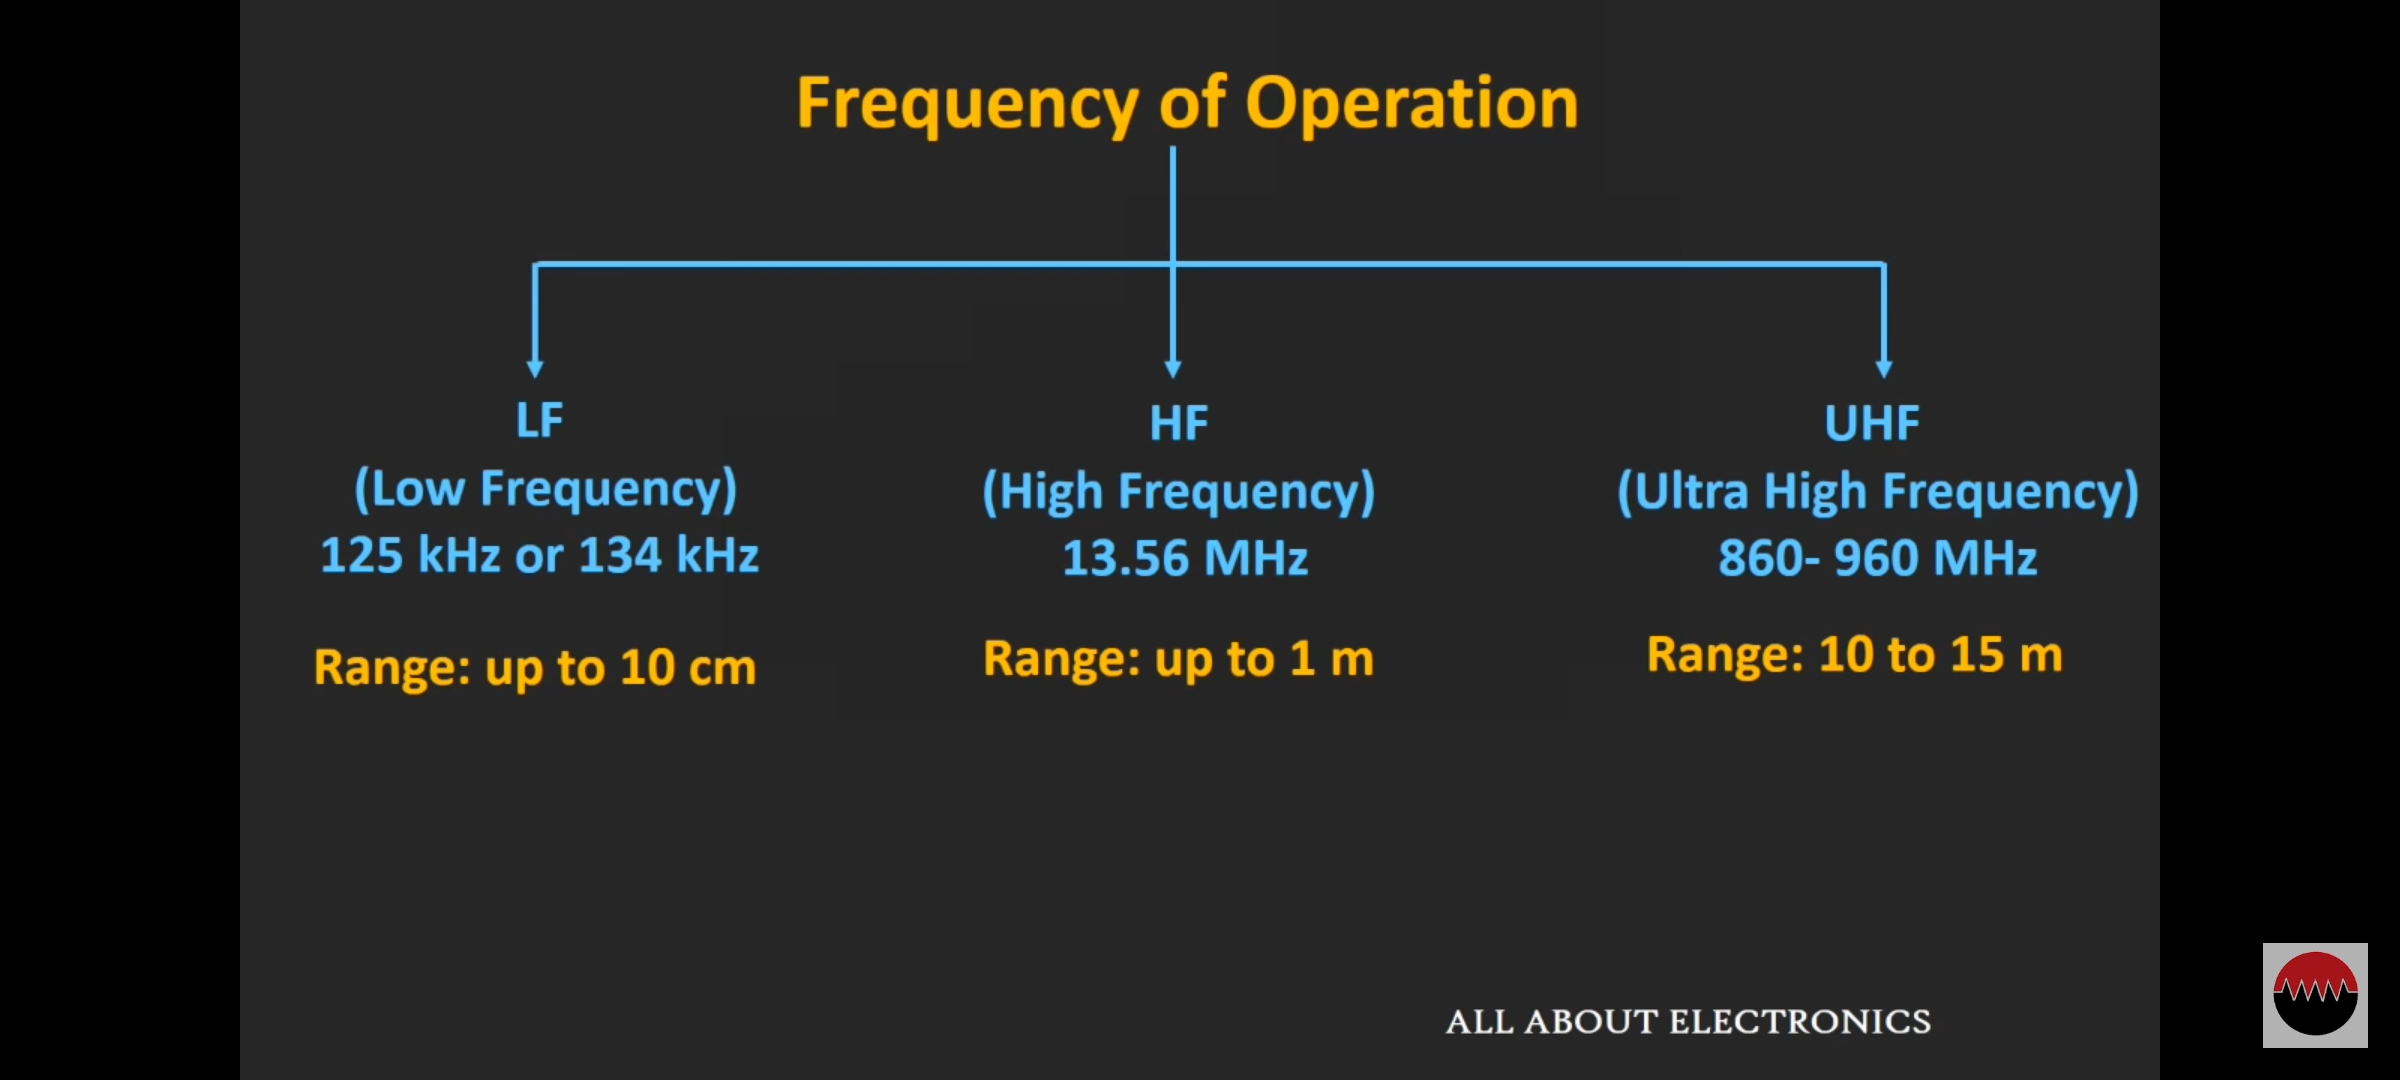 Frequency of Operation
LF
(Low Frequency)
125 kHz or 134 kHz
Range: up to 10 cm
HF
(High Frequency)
13.56 MHz
Range: up to 1 m
UHF
(Ultra High Frequency)
860- 960 MHz
Range: 10 to 15 m
ALL ABOUT ELECTRONICS